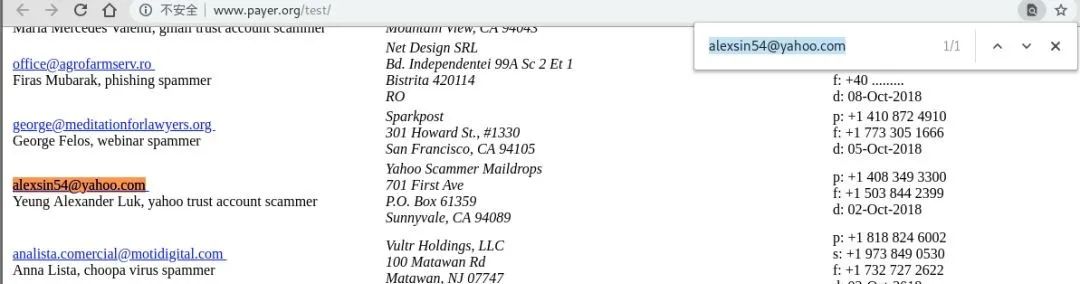 不安全 | www.payer.org/test/
alexsin54@yahoo.com 1/1
Maria Mercedes Valenti, gmail trust account scammer
Mountain View, CA 94043
office@agrofarmserv.ro
Firas Mubarak, phishing spammer
Net Design SRL
Bd. Independentei 99A Sc 2 Et 1
Bistrita 420114
RO
f: +40 .........
d: 08-Oct-2018
george@meditationforlawyers.org
George Felos, webinar spammer
Sparkpost
301 Howard St., #1330
San Francisco, CA 94105
p: +1 410 872 4910
f: +1 773 305 1666
d: 05-Oct-2018
alexsin54@yahoo.com
Yeung Alexander Luk, yahoo trust account scammer
Yahoo Scammer Maildrops
701 First Ave
P.O. Box 61359
Sunnyvale, CA 94089
p: +1 408 349 3300
f: +1 503 844 2399
d: 02-Oct-2018
analista.comercial@motidigital.com
Anna Lista, choopa virus spammer
Vultr Holdings, LLC
100 Matawan Rd
Matawan, NJ 07747
p: +1 818 824 6002
s: +1 973 849 0530
f: +1 732 727 2622